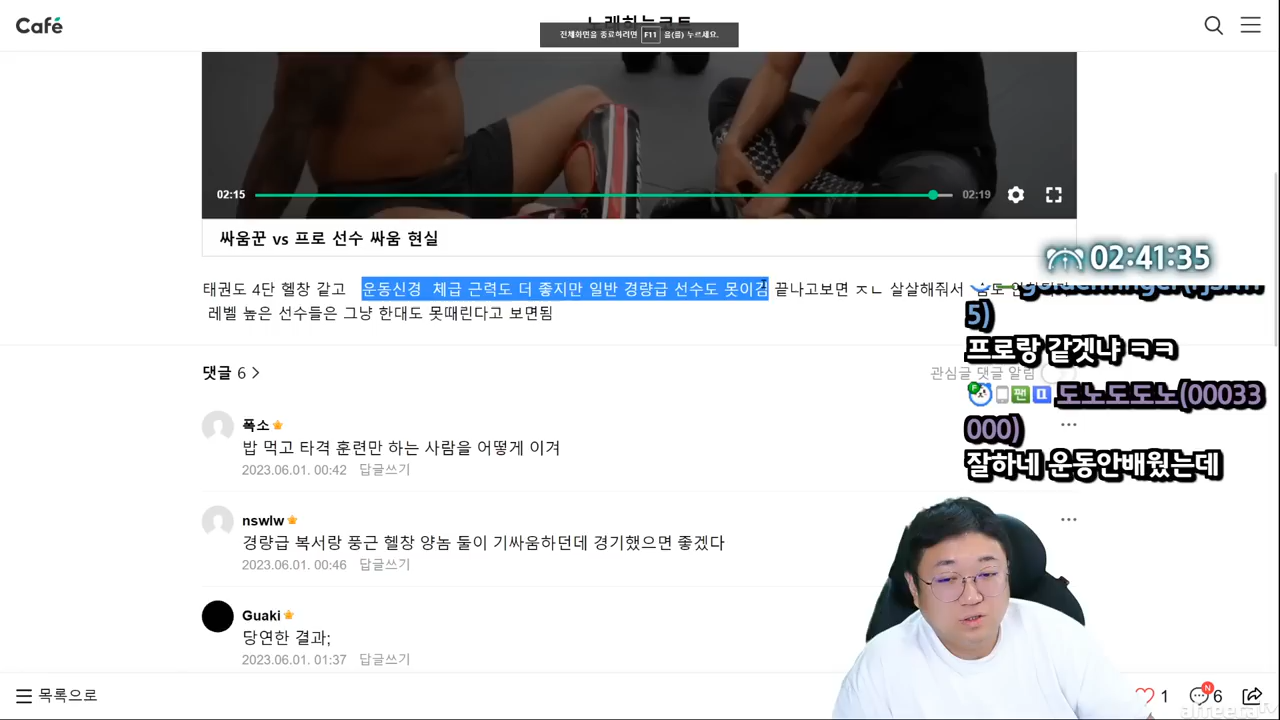 Café
전체화면을 종료하려면 F11 을(를) 누르세요.
02:15
02:19
싸움꾼 vs 프로 선수 싸움 현실
태권도 4단 헬창 같고 운동신경 체급 근력도 더 좋지만 일반 경량급 선수도 못이김 끝나고보면 ㅈㄴ 살살해줘서
레벨 높은 선수들은 그냥 한대도 못때린다고 보면됨
02:41:35
5)
프로랑 같겟냐 ㅋㅋ
도노도도노(00033
000)
잘하네 운동안배웠는데
댓글 6
관심글 댓글 알림
폭소
밥 먹고 타격 훈련만 하는 사람을 어떻게 이겨
2023.06.01. 00:42 답글쓰기
nswlw
경량급 복서랑 풍근 헬창 양놈 둘이 기싸움하던데 경기했으면 좋겠다
2023.06.01. 00:46 답글쓰기
Guaki
당연한 결과;
2023.06.01. 01:37 답글쓰기
목록으로
1
N
6
afreecaTV